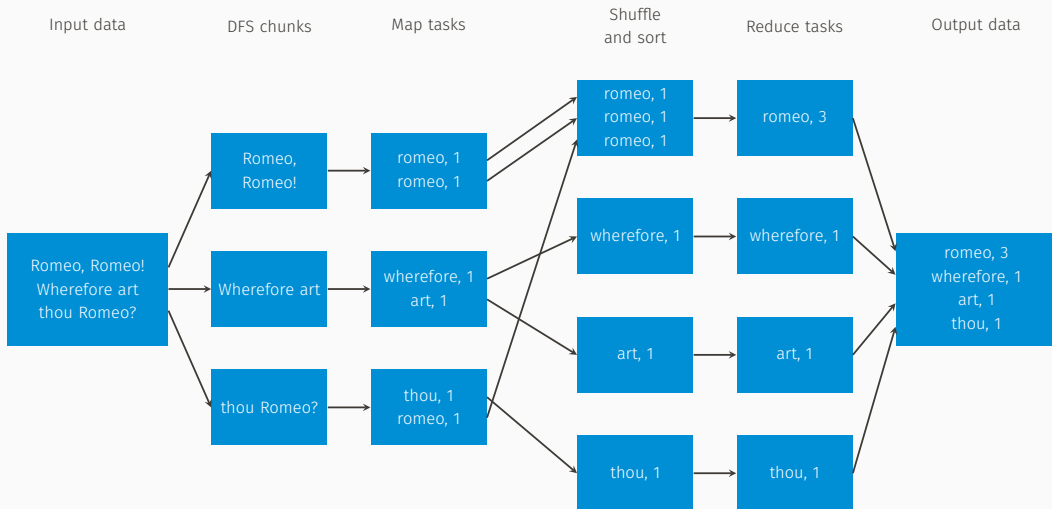 Input data
DFS chunks
Map tasks
Shuffle
and sort
Reduce tasks
Output data
Romeo, Romeo!
Wherefore art
thou Romeo?
Romeo,
Romeo!
Wherefore art
thou Romeo?
romeo, 1
romeo, 1
wherefore, 1
art, 1
thou, 1
romeo, 1
romeo, 1
romeo, 1
romeo, 1
wherefore, 1
art, 1
thou, 1
romeo, 3
wherefore, 1
art, 1
thou, 1
romeo, 3
wherefore, 1
art, 1
thou, 1